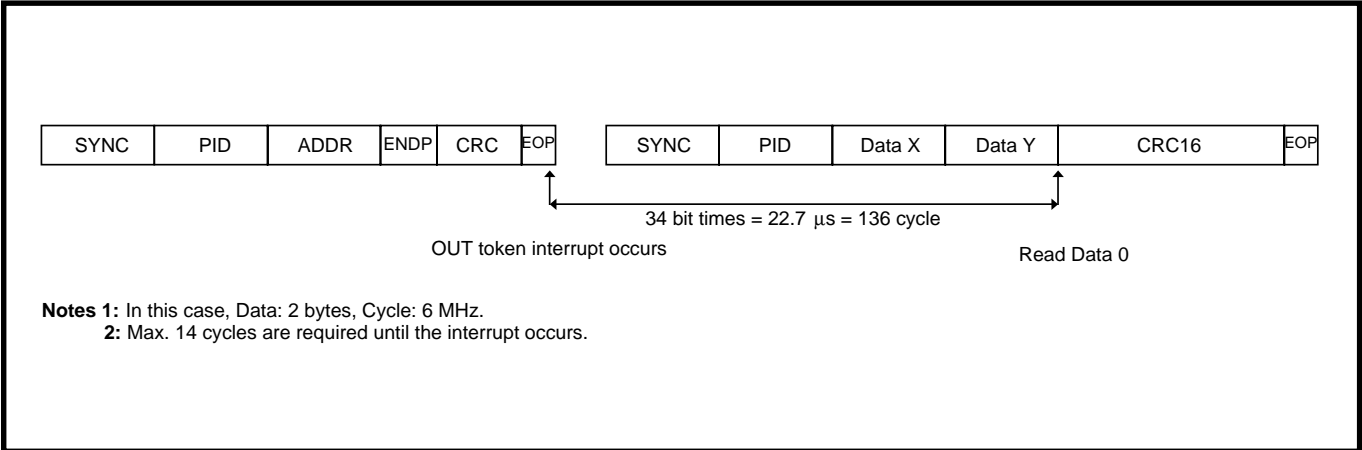 SYNC PID ADDR ENDP CRC EOP SYNC PID Data X Data Y CRC16 EOP
34 bit times = 22.7 μs = 136 cycle
OUT token interrupt occurs
Read Data 0
Notes 1: In this case, Data: 2 bytes, Cycle: 6 MHz.
2: Max. 14 cycles are required until the interrupt occurs.